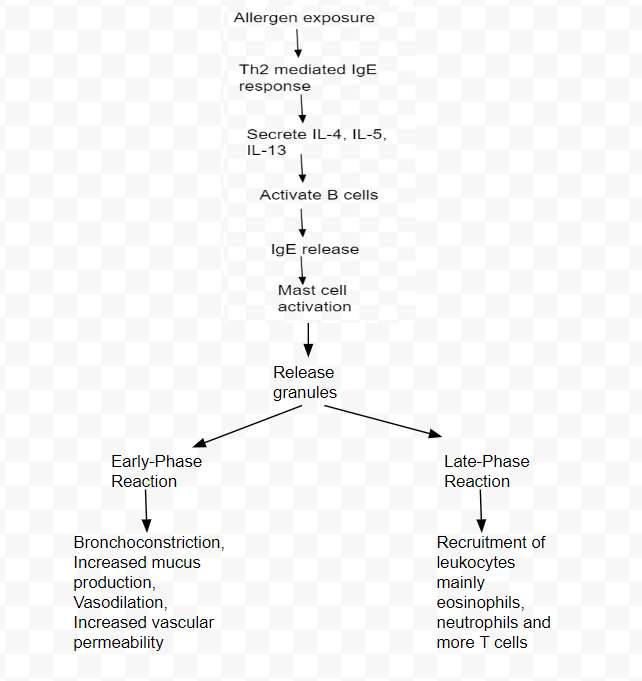 Allergen exposure
Th2 mediated IgE
response
Secrete IL-4, IL-5,
IL-13
Activate B cells
IgE release
Mast cell
activation
Release
granules
Early-Phase
Reaction
Bronchoconstriction,
Increased mucus
production,
Vasodilation,
Increased vascular
permeability
Late-Phase
Reaction
Recruitment of
leukocytes
mainly
eosinophils,
neutrophils and
more T cells